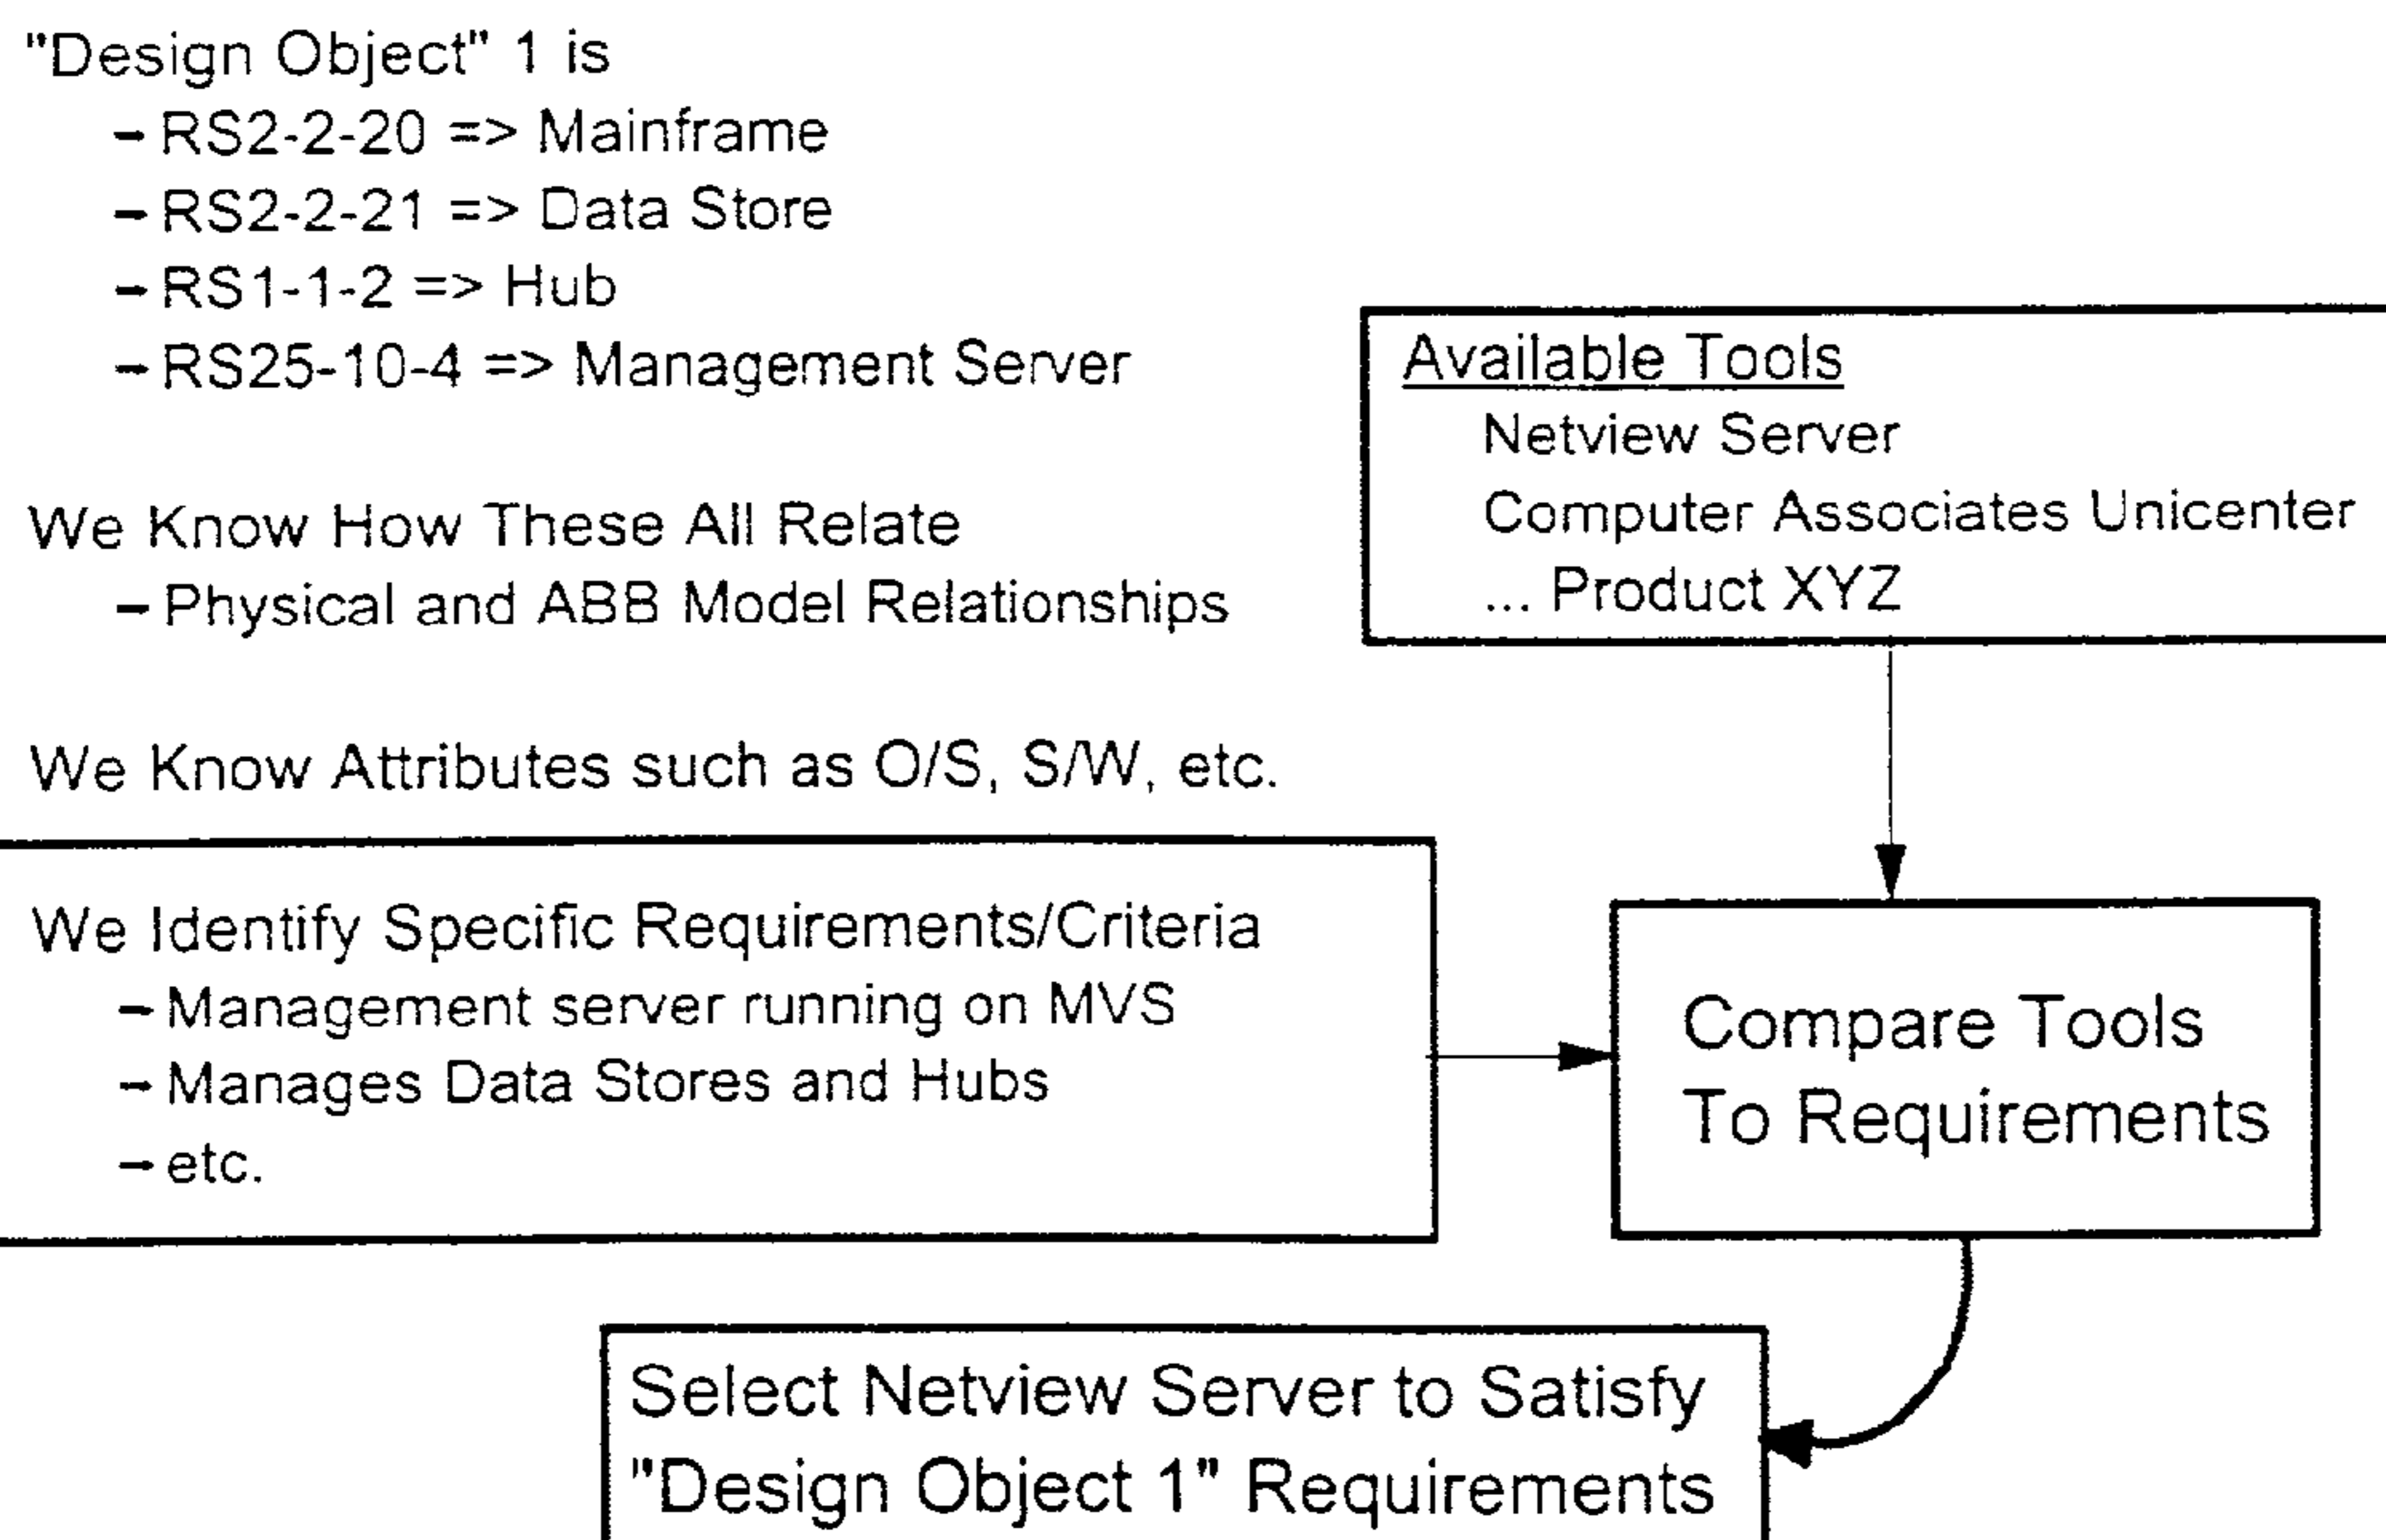 "Design Object" 1 is
– RS2-2-20 => Mainframe
– RS2-2-21 => Data Store
– RS1-1-2 => Hub
– RS25-10-4 => Management Server
We Know How These All Relate
– Physical and ABB Model Relationships
We Know Attributes such as O/S, S/W, etc.
Available Tools
Netview Server
Computer Associates Unicenter
... Product XYZ
We Identify Specific Requirements/Criteria
– Management server running on MVS
– Manages Data Stores and Hubs
– etc.
Compare Tools
To Requirements
Select Netview Server to Satisfy
"Design Object 1" Requirements